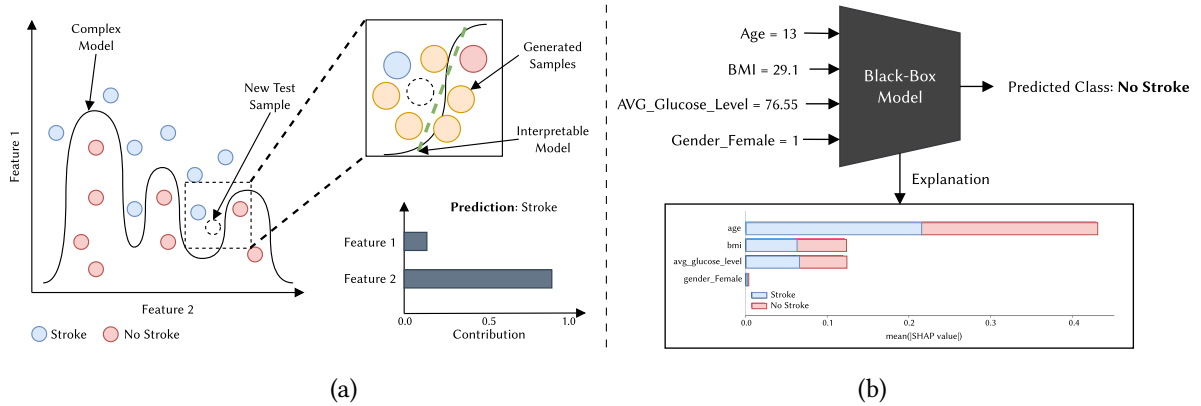 Complex
Model
New Test
Sample
Feature 1
Feature 2
Stroke
No Stroke
Generated
Samples
Interpretable
Model
Prediction: Stroke
Feature 1
Feature 2
0.0
0.5
1.0
Contribution
(a)
Age = 13
BMI = 29.1
AVG_Glucose_Level = 76.55
Gender_Female = 1
Black-Box
Model
Predicted Class: No Stroke
Explanation
age
bmi
avg_glucose_level
gender_Female
Stroke
No Stroke
0.0
0.1
0.2
0.3
0.4
mean(|SHAP value|)
(b)